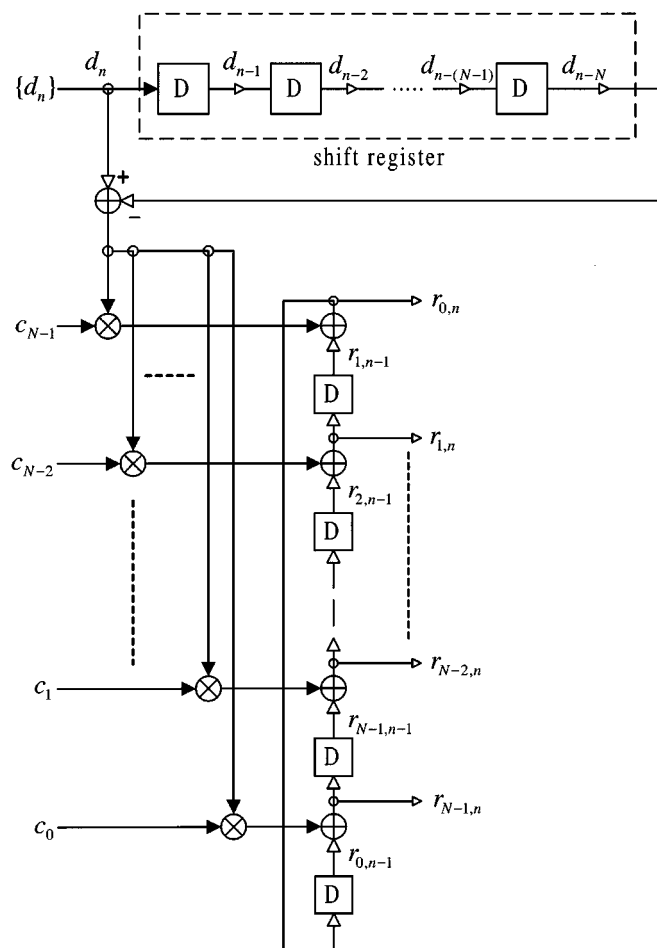 d_n d_{n-1} d_{n-2} d_{n-(N-1)} d_{n-N}
{d_n} D D ..... D
shift register
+
−
r_{0,n}
c_{N-1}
r_{1,n-1}
D
r_{1,n}
c_{N-2}
r_{2,n-1}
D
r_{N-2,n}
c_1
r_{N-1,n-1}
D
r_{N-1,n}
c_0
r_{0,n-1}
D